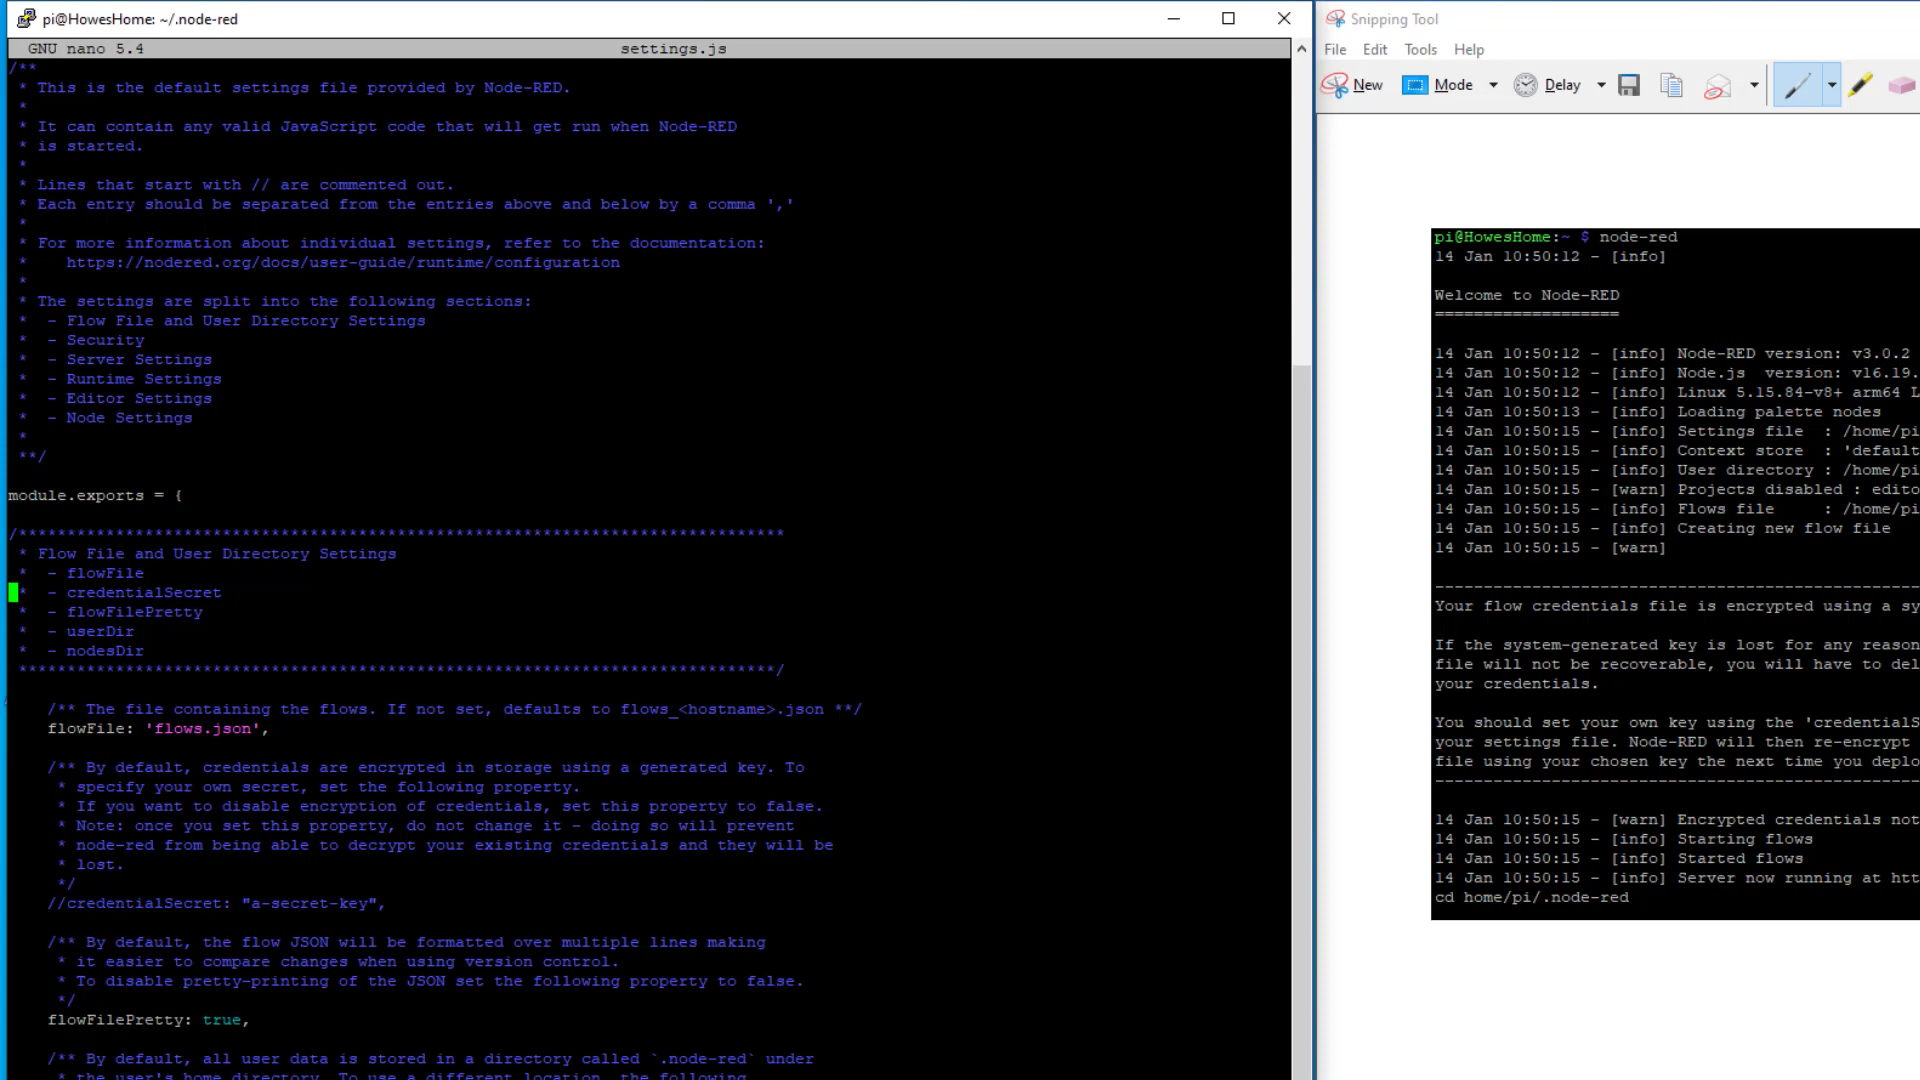 pi@HowesHome: ~/.node-red
GNU nano 5.4 settings.js
/**
* This is the default settings file provided by Node-RED.
*
* It can contain any valid JavaScript code that will get run when Node-RED
* is started.
*
* Lines that start with // are commented out.
* Each entry should be separated from the entries above and below by a comma ','
*
* For more information about individual settings, refer to the documentation:
* https://nodered.org/docs/user-guide/runtime/configuration
*
* The settings are split into the following sections:
* - Flow File and User Directory Settings
* - Security
* - Server Settings
* - Runtime Settings
* - Editor Settings
* - Node Settings
*
**/
module.exports = {
/*******************************************************************************
* Flow File and User Directory Settings
* - flowFile
* - credentialSecret
* - flowFilePretty
* - userDir
* - nodesDir
******************************************************************************/
/** The file containing the flows. If not set, defaults to flows_<hostname>.json **/
flowFile: 'flows.json',
/** By default, credentials are encrypted in storage using a generated key. To
* specify your own secret, set the following property.
* If you want to disable encryption of credentials, set this property to false.
* Note: once you set this property, do not change it - doing so will prevent
* node-red from being able to decrypt your existing credentials and they will be
* lost.
*/
//credentialSecret: "a-secret-key",
/** By default, the flow JSON will be formatted over multiple lines making
* it easier to compare changes when using version control.
* To disable pretty-printing of the JSON set the following property to false.
*/
flowFilePretty: true,
/** By default, all user data is stored in a directory called `.node-red` under
* the user's home directory. To use a different location, the following
Snipping Tool
File Edit Tools Help
New Mode Delay
pi@HowesHome:~ $ node-red
14 Jan 10:50:12 - [info]
Welcome to Node-RED
===================
14 Jan 10:50:12 - [info] Node-RED version: v3.0.2
14 Jan 10:50:12 - [info] Node.js version: v16.19.
14 Jan 10:50:12 - [info] Linux 5.15.84-v8+ arm64 L
14 Jan 10:50:13 - [info] Loading palette nodes
14 Jan 10:50:15 - [info] Settings file : /home/pi
14 Jan 10:50:15 - [info] Context store : 'default
14 Jan 10:50:15 - [info] User directory : /home/pi
14 Jan 10:50:15 - [warn] Projects disabled : edito
14 Jan 10:50:15 - [info] Flows file : /home/pi
14 Jan 10:50:15 - [info] Creating new flow file
14 Jan 10:50:15 - [warn]
--------------------------------------------------
Your flow credentials file is encrypted using a sy
If the system-generated key is lost for any reason
file will not be recoverable, you will have to del
your credentials.
You should set your own key using the 'credentialS
your settings file. Node-RED will then re-encrypt
file using your chosen key the next time you deplo
--------------------------------------------------
14 Jan 10:50:15 - [warn] Encrypted credentials not
14 Jan 10:50:15 - [info] Starting flows
14 Jan 10:50:15 - [info] Started flows
14 Jan 10:50:15 - [info] Server now running at htt
cd home/pi/.node-red